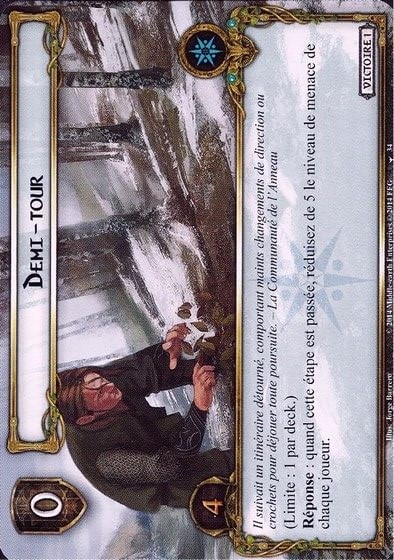 0
DEMI-TOUR
4
Il suivait un itinéraire détourné, comportant maints changements de direction ou
crochets pour déjouer toute poursuite. – La Communauté de l'Anneau
(Limite : 1 par deck.)
Réponse : quand cette étape est passée, réduisez de 5 le niveau de menace de
chaque joueur.
VICTOIRE 1
Illus. Jorge Barrero
© 2014 Middle-earth Enterprises © 2014 FFG
34